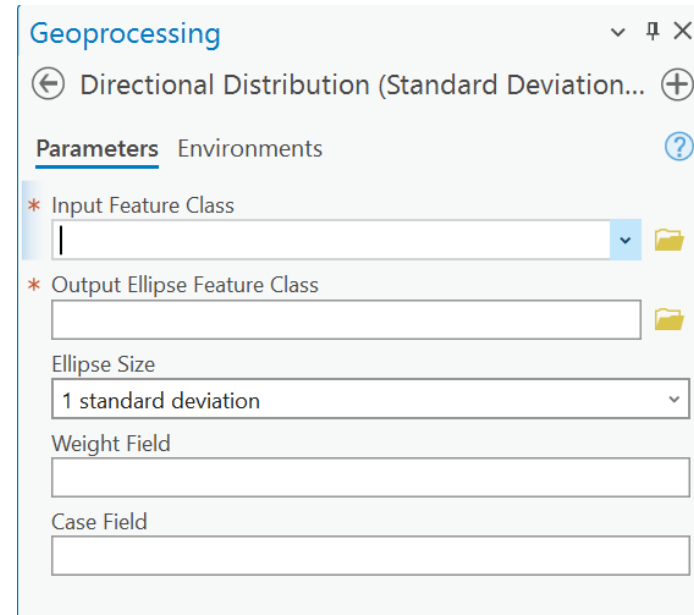 Geoprocessing
Directional Distribution (Standard Deviation...
Parameters Environments
* Input Feature Class
* Output Ellipse Feature Class
Ellipse Size
1 standard deviation
Weight Field
Case Field